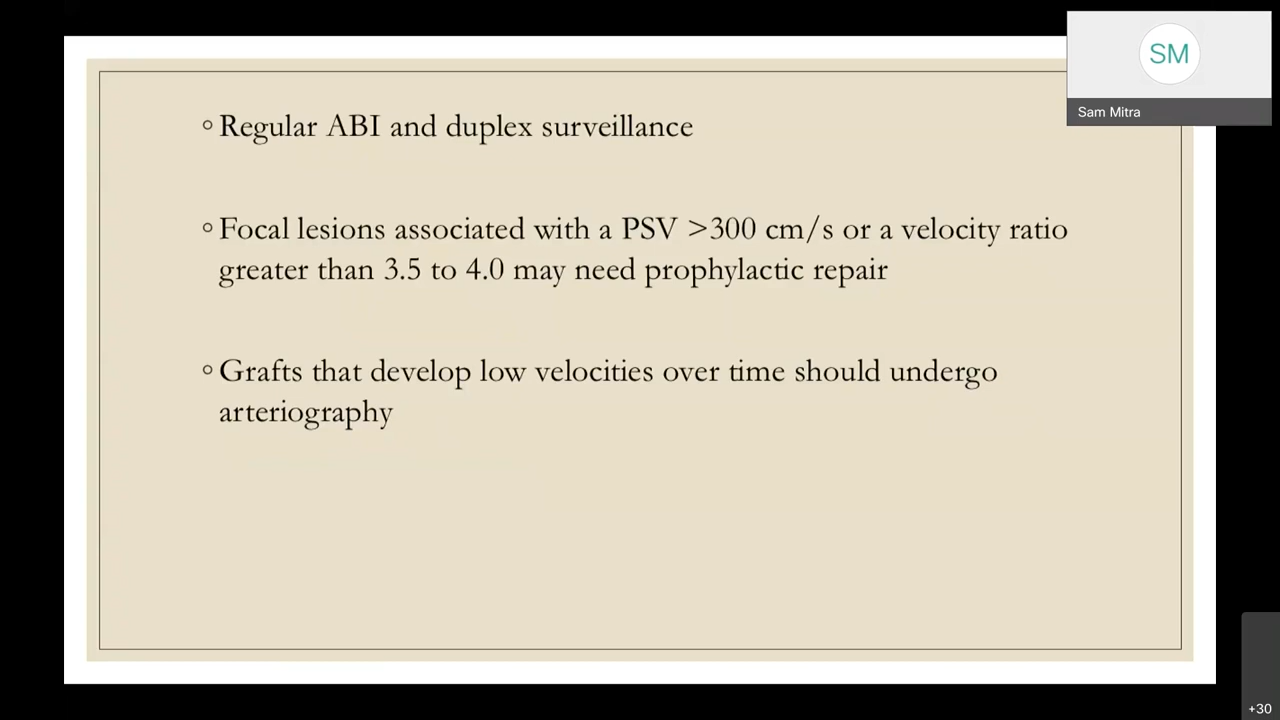 SM
Sam Mitra
◦ Regular ABI and duplex surveillance
◦ Focal lesions associated with a PSV >300 cm/s or a velocity ratio
greater than 3.5 to 4.0 may need prophylactic repair
◦ Grafts that develop low velocities over time should undergo
arteriography
+30